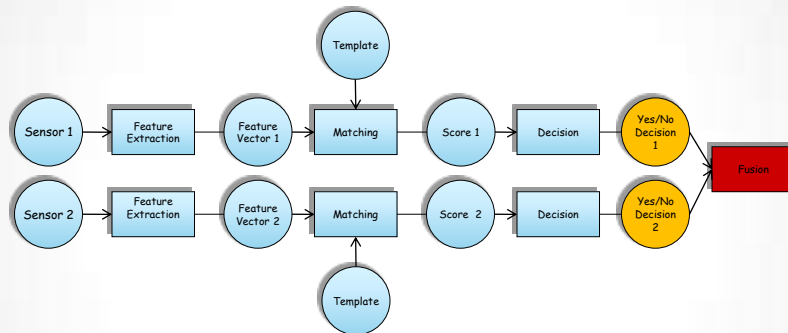 Template
Sensor 1
Feature
Extraction
Feature
Vector 1
Matching
Score 1
Decision
Yes/No
Decision
1
Fusion
Sensor 2
Feature
Extraction
Feature
Vector 2
Matching
Score 2
Decision
Yes/No
Decision
2
Template